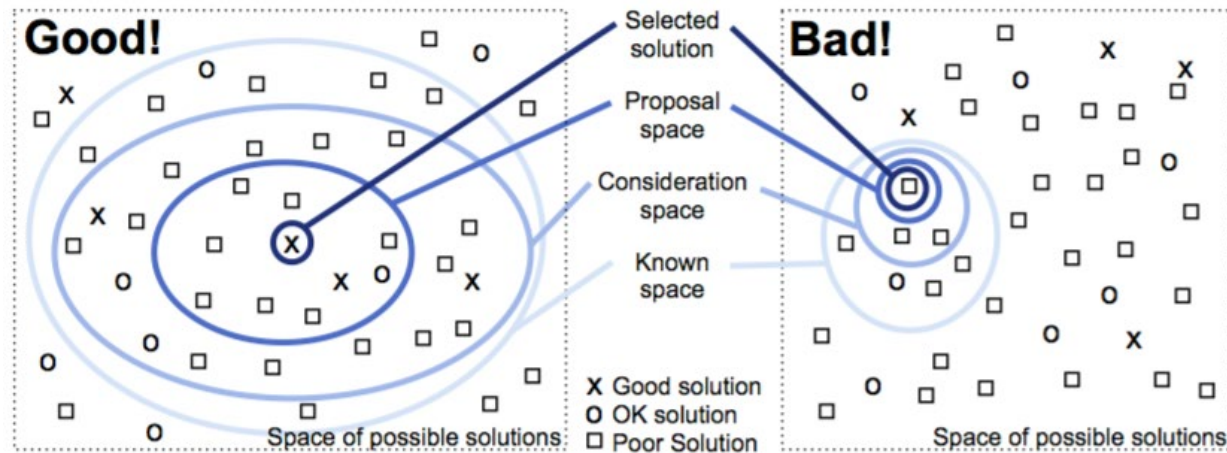 Good!
Selected
solution
Proposal
space
Consideration
space
Known
space
X Good solution
O OK solution
Poor Solution
Space of possible solutions
Bad!
Space of possible solutions